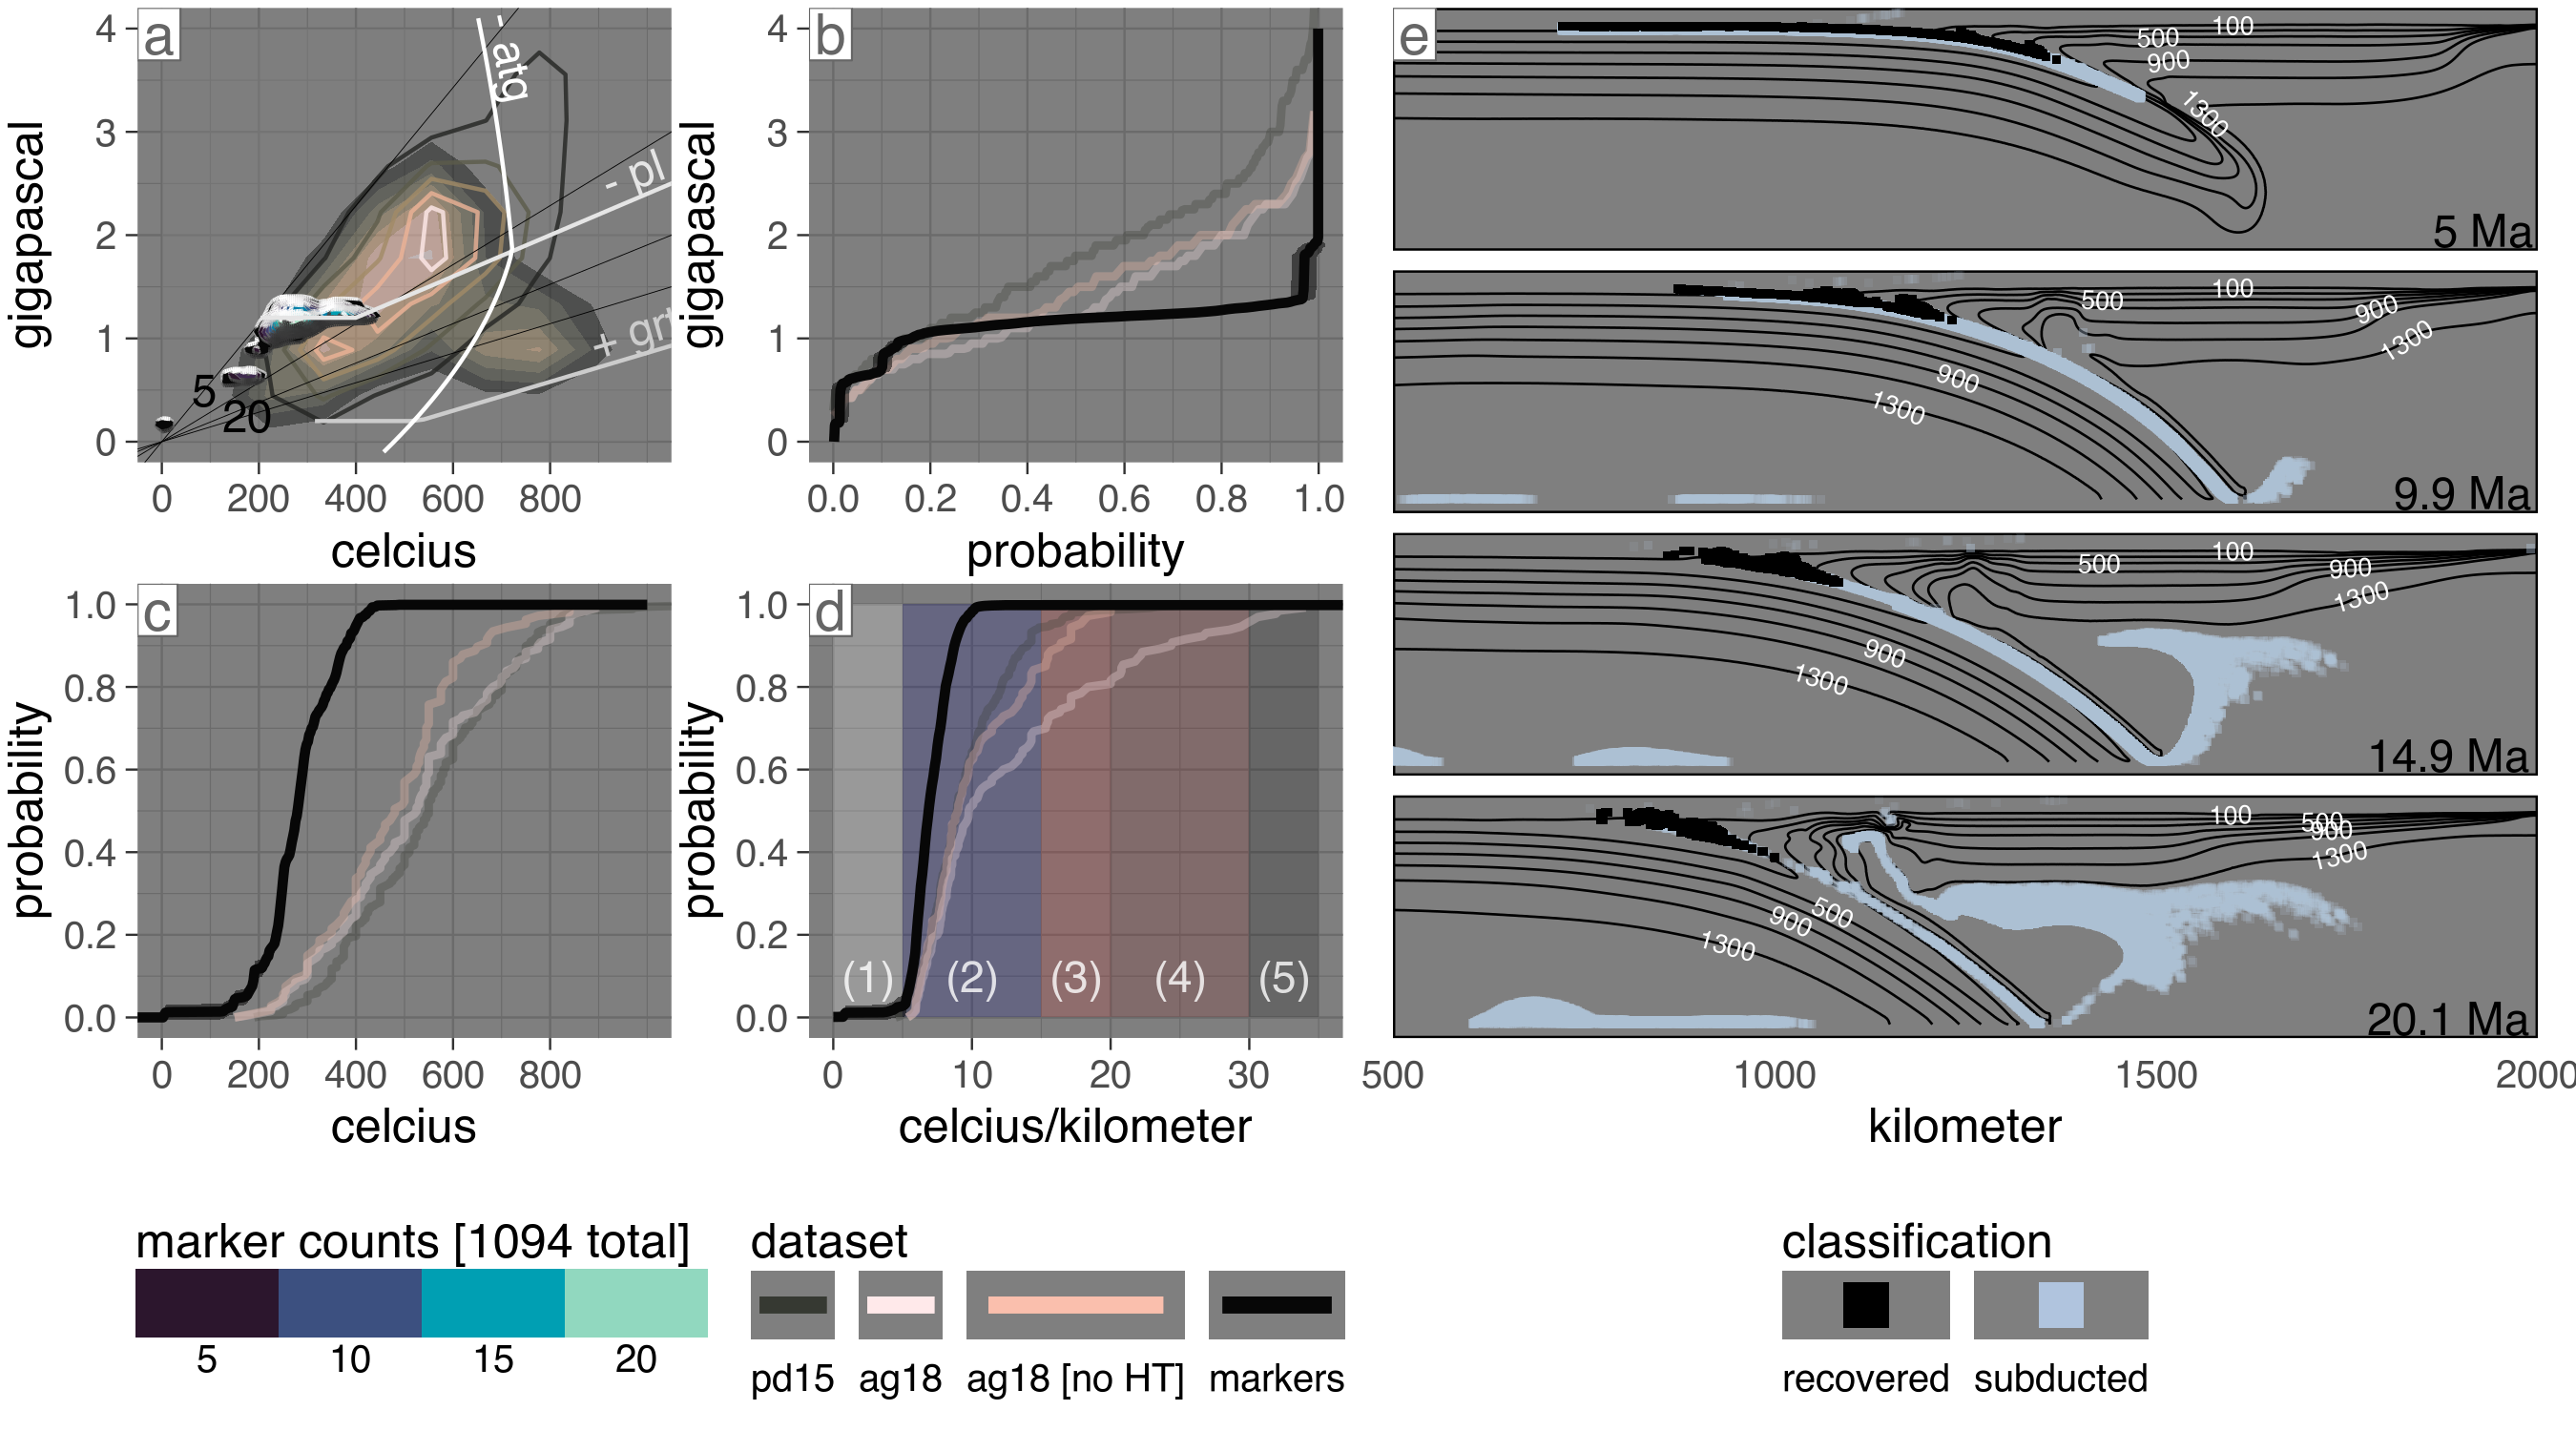 a
4
3
2
1
0
gigapascal
- atg
- pl
+ grt
5
20
0 200 400 600 800
celcius
b
4
3
2
1
0
gigapascal
0.0 0.2 0.4 0.6 0.8 1.0
probability
c
1.0
0.8
0.6
0.4
0.2
0.0
probability
0 200 400 600 800
celcius
d
1.0
0.8
0.6
0.4
0.2
0.0
probability
(1) (2) (3) (4) (5)
0 10 20 30
celcius/kilometer
e
100
500
900
1300
5 Ma
100
500
900
1300
900
1300
9.9 Ma
100
500
900
1300
900
1300
14.9 Ma
100
500
900
1300
500
900
1300
20.1 Ma
500 1000 1500 2000
kilometer
marker counts [1094 total]
5 10 15 20
dataset
pd15 ag18 ag18 [no HT] markers
classification
recovered subducted